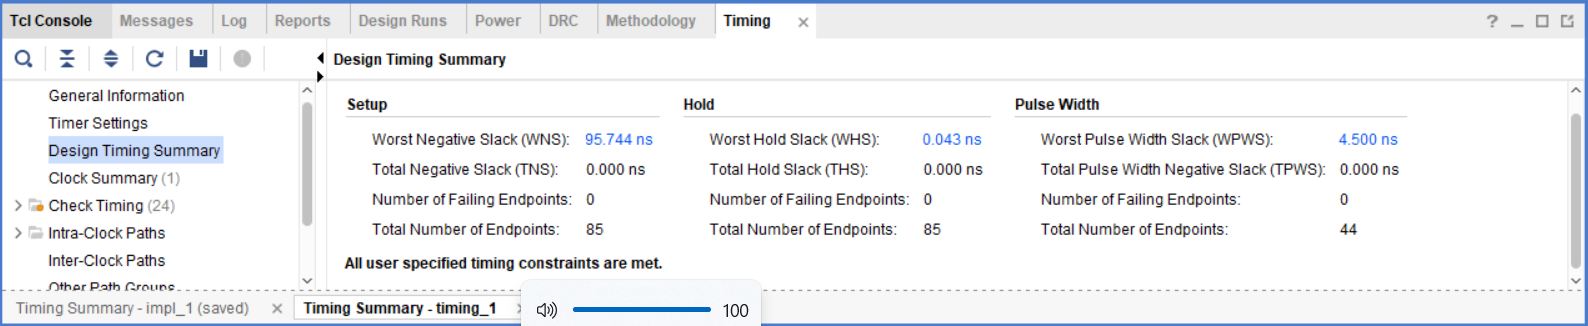 Tcl Console Messages Log Reports Design Runs Power DRC Methodology Timing
Design Timing Summary
General Information
Timer Settings
Design Timing Summary
Clock Summary (1)
Check Timing (24)
Intra-Clock Paths
Inter-Clock Paths
Other Path Groups
Setup
Worst Negative Slack (WNS): 95.744 ns
Total Negative Slack (TNS): 0.000 ns
Number of Failing Endpoints: 0
Total Number of Endpoints: 85
Hold
Worst Hold Slack (WHS): 0.043 ns
Total Hold Slack (THS): 0.000 ns
Number of Failing Endpoints: 0
Total Number of Endpoints: 85
Pulse Width
Worst Pulse Width Slack (WPWS): 4.500 ns
Total Pulse Width Negative Slack (TPWS): 0.000 ns
Number of Failing Endpoints: 0
Total Number of Endpoints: 44
All user specified timing constraints are met.
Timing Summary - impl_1 (saved) Timing Summary - timing_1
100